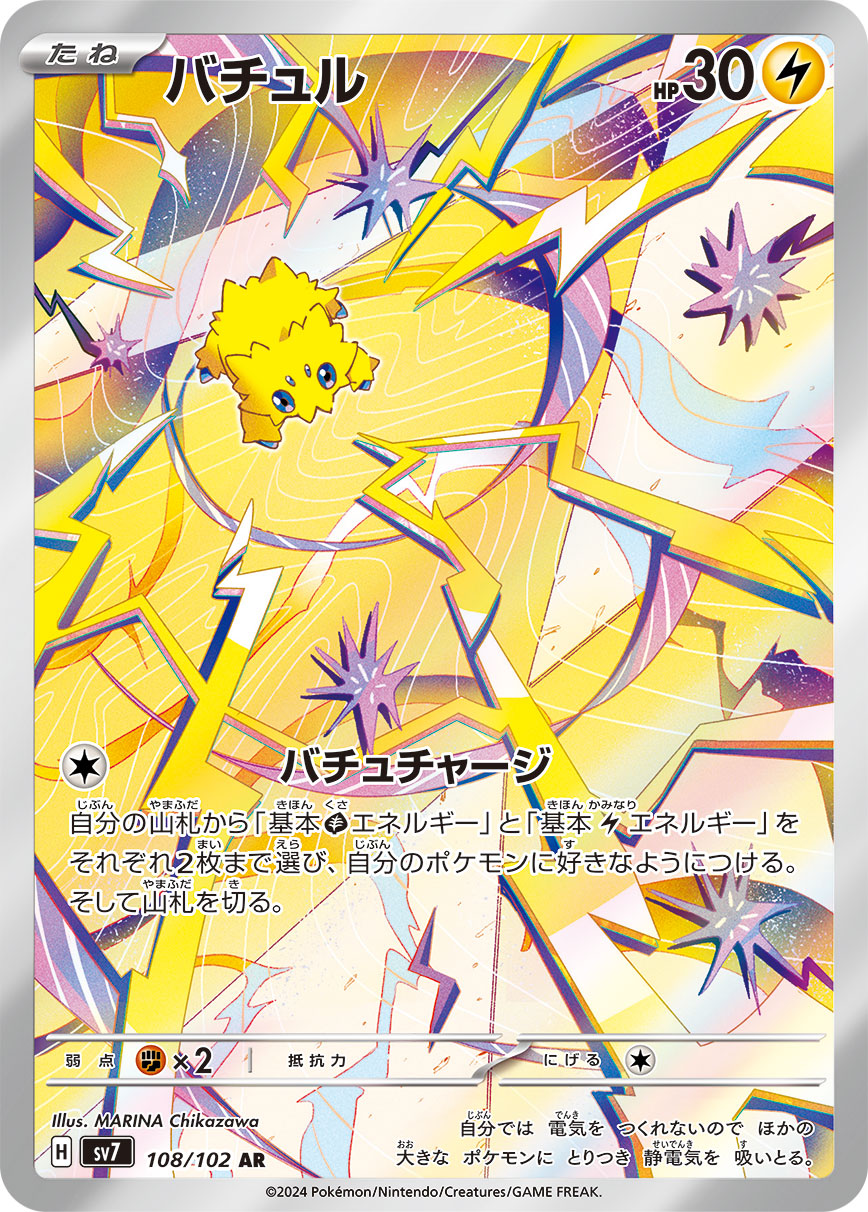 たね バチュル HP30
バチュチャージ
自分の山札から「基本エネルギー」と「基本エネルギー」を
それぞれ2枚まで選び、自分のポケモンに好きなようにつける。
そして山札を切る。
弱点 ×2 抵抗力 にげる
Illus. MARINA Chikazawa
自分では 電気を つくれないので ほかの
大きな ポケモンに とりつき 静電気を 吸いとる。
H sv7 108/102 AR
©2024 Pokémon/Nintendo/Creatures/GAME FREAK.